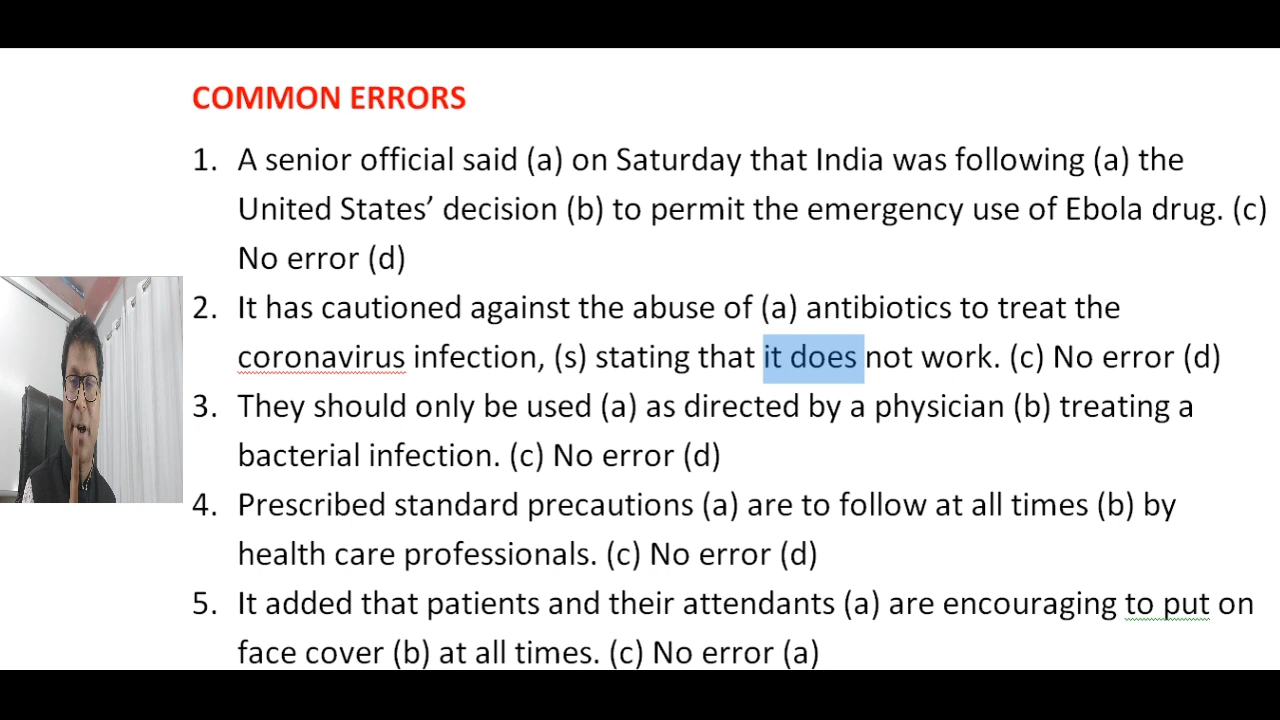 COMMON ERRORS
1. A senior official said (a) on Saturday that India was following (a) the
United States’ decision (b) to permit the emergency use of Ebola drug. (c)
No error (d)
2. It has cautioned against the abuse of (a) antibiotics to treat the
coronavirus infection, (s) stating that it does not work. (c) No error (d)
3. They should only be used (a) as directed by a physician (b) treating a
bacterial infection. (c) No error (d)
4. Prescribed standard precautions (a) are to follow at all times (b) by
health care professionals. (c) No error (d)
5. It added that patients and their attendants (a) are encouraging to put on
face cover (b) at all times. (c) No error (a)